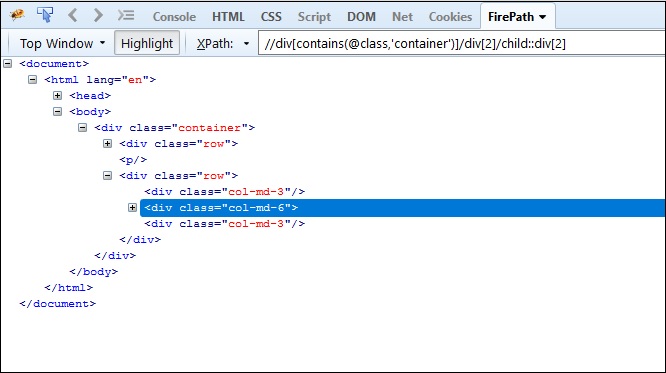 Console HTML CSS Script DOM Net Cookies FirePath
Top Window Highlight XPath: //div[contains(@class,'container')]/div[2]/child::div[2]
<document>
<html lang="en">
<head>
<body>
<div class="container">
<div class="row">
<p/>
<div class="row">
<div class="col-md-3"/>
<div class="col-md-6">
<div class="col-md-3"/>
</div>
</div>
</body>
</html>
</document>